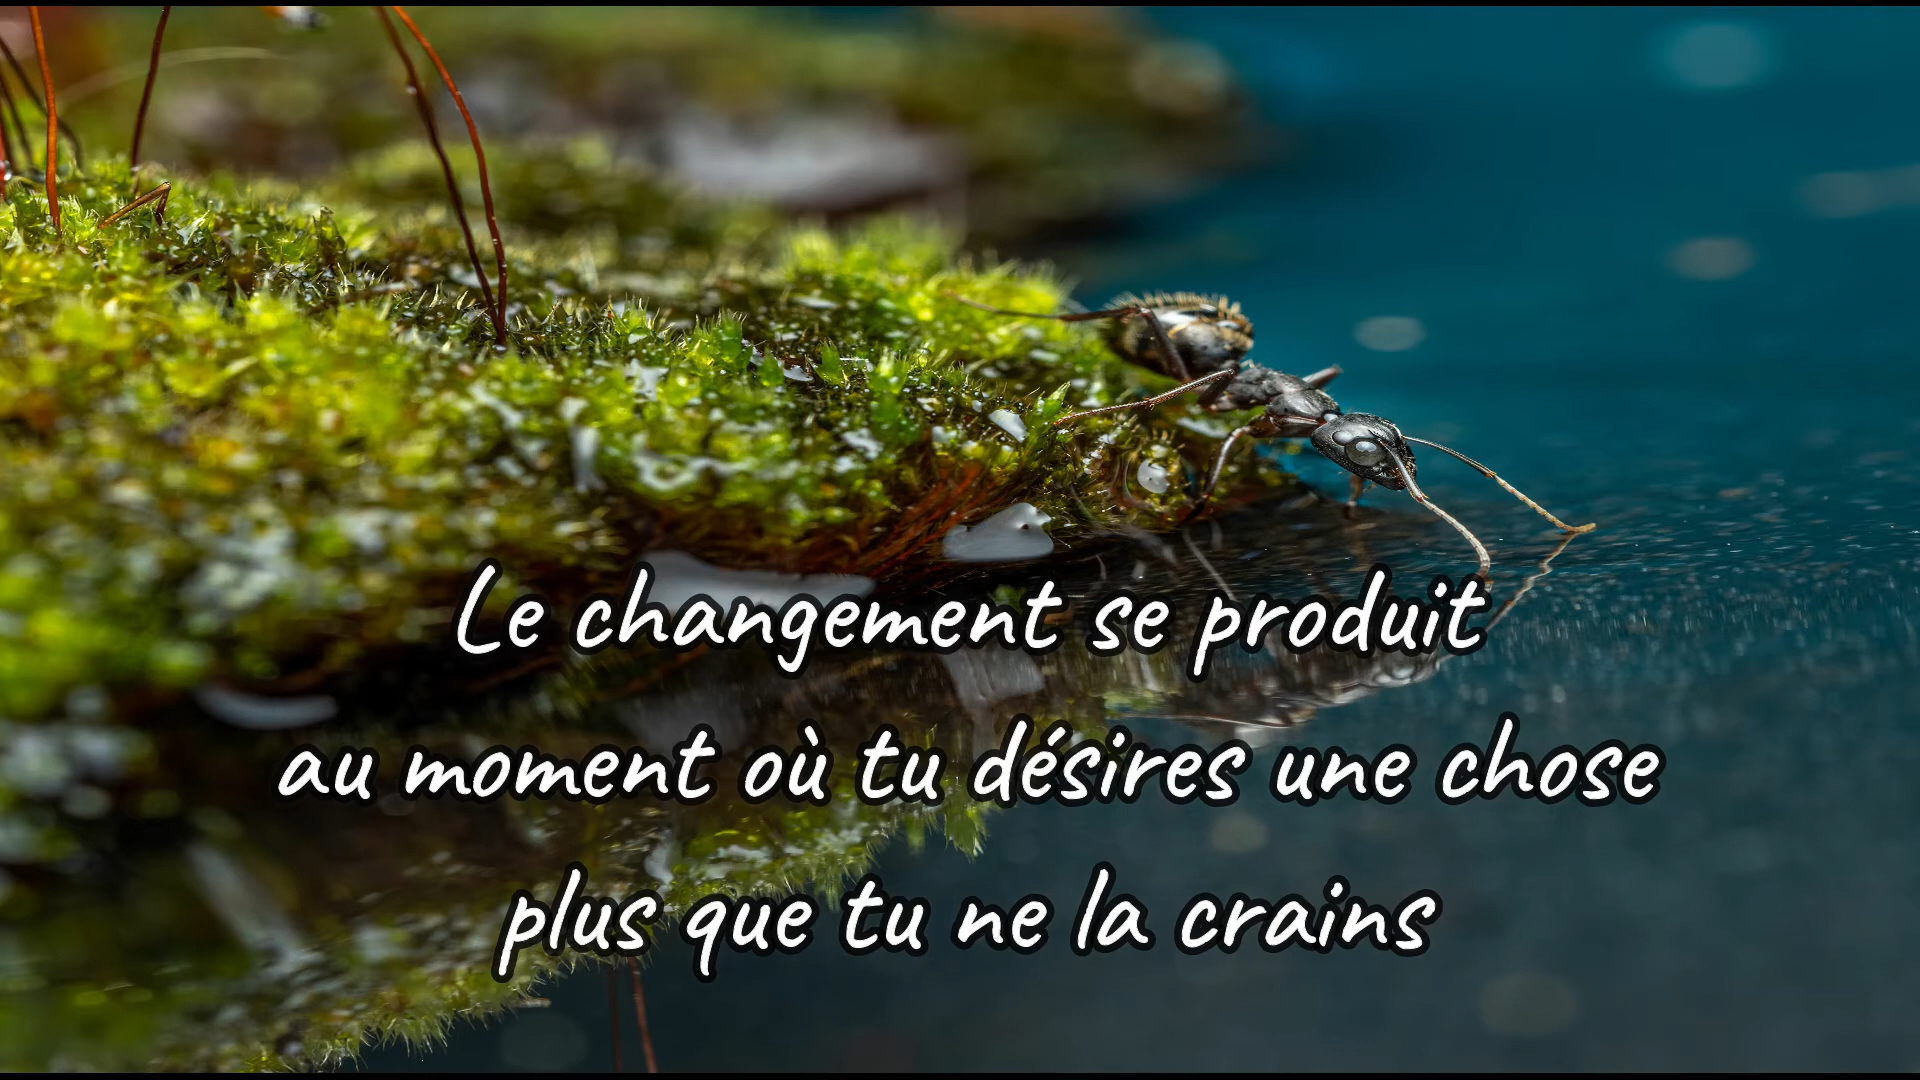 Le changement se produit
au moment où tu désires une chose
plus que tu ne la crains